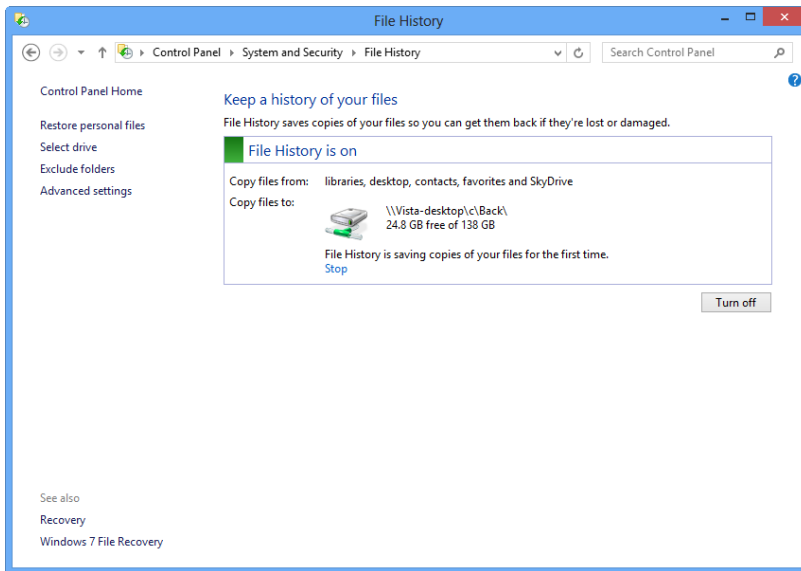 File History
Control Panel
System and Security
File History
Search Control Panel
Control Panel Home
Restore personal files
Select drive
Exclude folders
Advanced settings
Keep a history of your files
File History saves copies of your files so you can get them back if they're lost or damaged.
File History is on
Copy files from: libraries, desktop, contacts, favorites and SkyDrive
Copy files to: \\Vista-desktop\c\Back\
24.8 GB free of 138 GB
File History is saving copies of your files for the first time.
Stop
Turn off
See also
Recovery
Windows 7 File Recovery